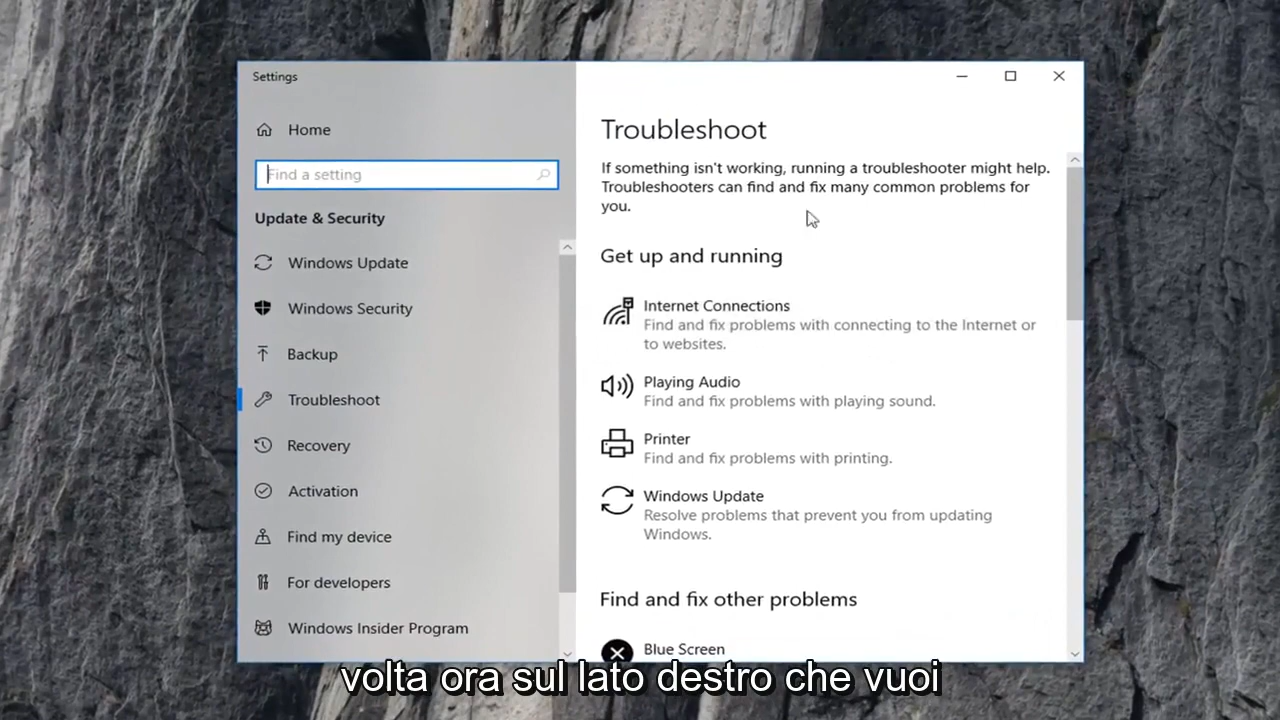 Settings
Home
Find a setting
Update & Security
Windows Update
Windows Security
Backup
Troubleshoot
Recovery
Activation
Find my device
For developers
Windows Insider Program
Troubleshoot
If something isn't working, running a troubleshooter might help.
Troubleshooters can find and fix many common problems for
you.
Get up and running
Internet Connections
Find and fix problems with connecting to the Internet or
to websites.
Playing Audio
Find and fix problems with playing sound.
Printer
Find and fix problems with printing.
Windows Update
Resolve problems that prevent you from updating
Windows.
Find and fix other problems
Blue Screen
volta ora sul lato destro che vuoi